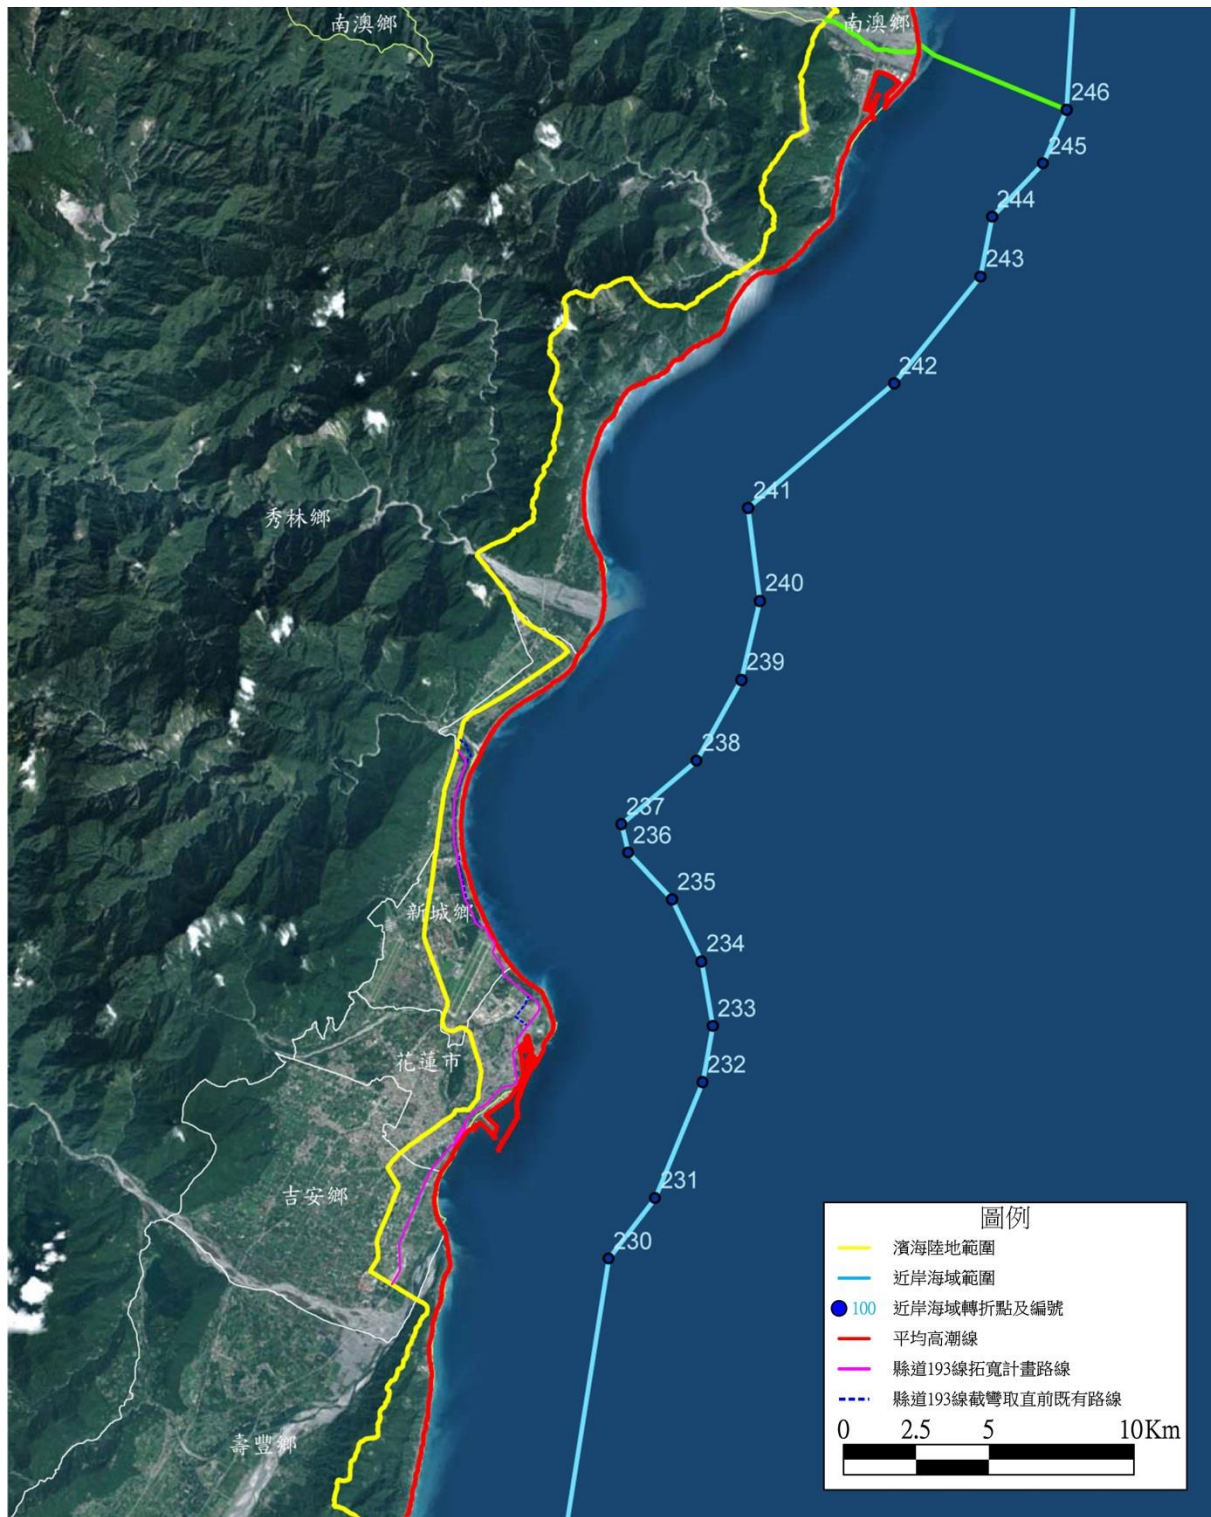 南澳鄉
南澳鄉
246
245
244
243
242
241
秀林鄉
240
239
238
237
236
235
新城鄉
234
233
花蓮市
232
吉安鄉
231
230
壽豐鄉
圖例
濱海陸地範圍
近岸海域範圍
100 近岸海域轉折點及編號
平均高潮線
縣道193線拓寬計畫路線
縣道193線截彎取直前既有路線
0 2.5 5 10Km